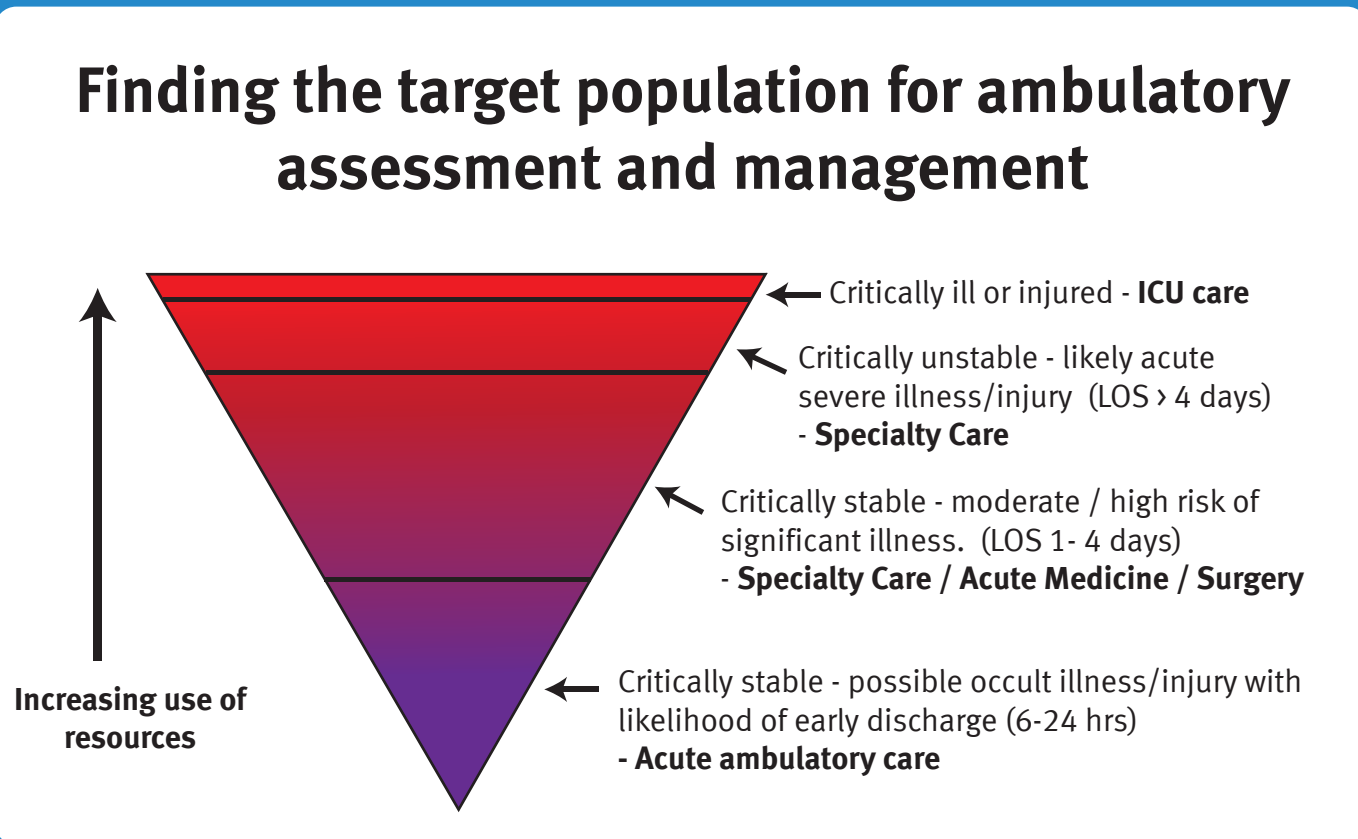 Finding the target population for ambulatory
assessment and management
Critically ill or injured - ICU care
Critically unstable - likely acute
severe illness/injury  (LOS > 4 days)
- Specialty Care
Critically stable - moderate / high risk of
significant illness.  (LOS 1- 4 days)
- Specialty Care / Acute Medicine / Surgery
Critically stable - possible occult illness/injury with
likelihood of early discharge (6-24 hrs)
- Acute ambulatory care
Increasing use of
resources